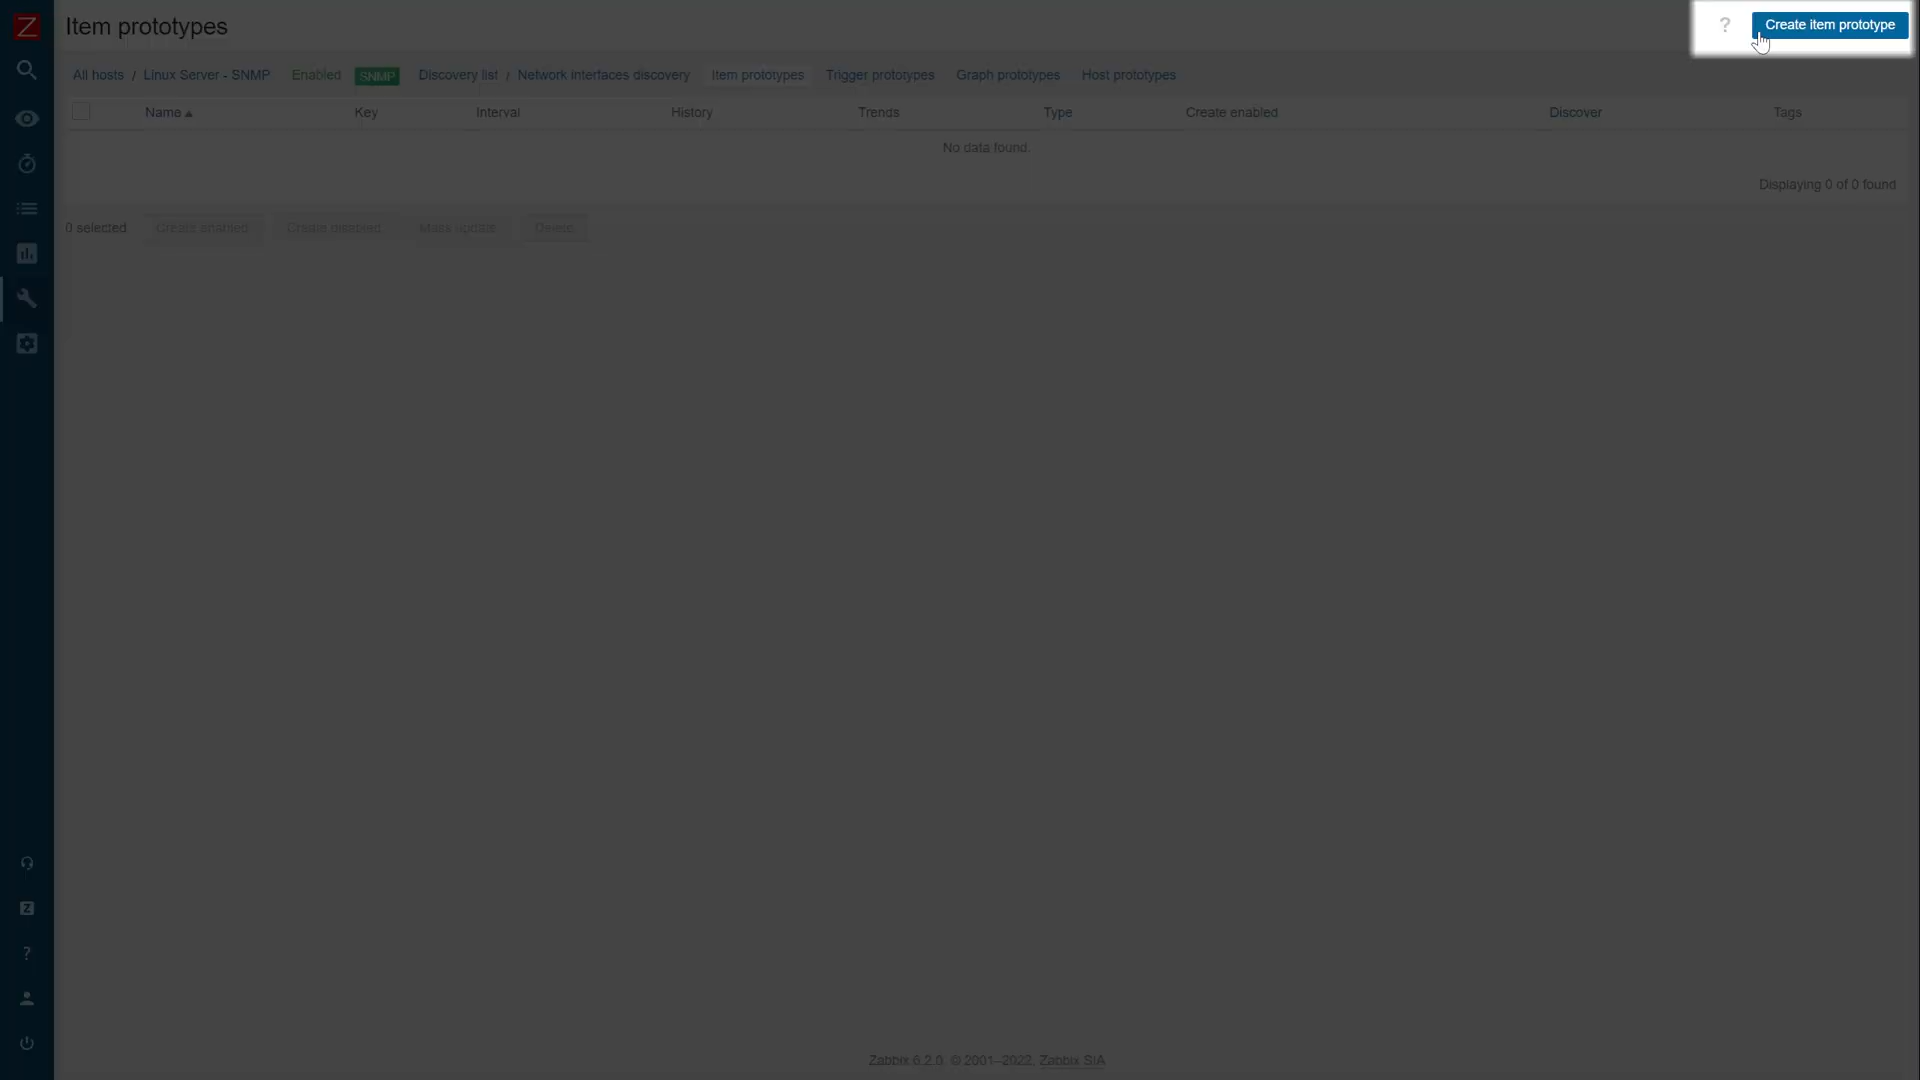 Z
Item prototypes
? Create item prototype
All hosts / Linux Server - SNMP Enabled SNMP Discovery list / Network interfaces discovery Item prototypes Trigger prototypes Graph prototypes Host prototypes
Name Key Interval History Trends Type Create enabled Discover Tags
No data found.
Displaying 0 of 0 found
0 selected Create enabled Create disabled Mass update Delete
Z
?
Zabbix 6.2.0. © 2001–2022, Zabbix SIA